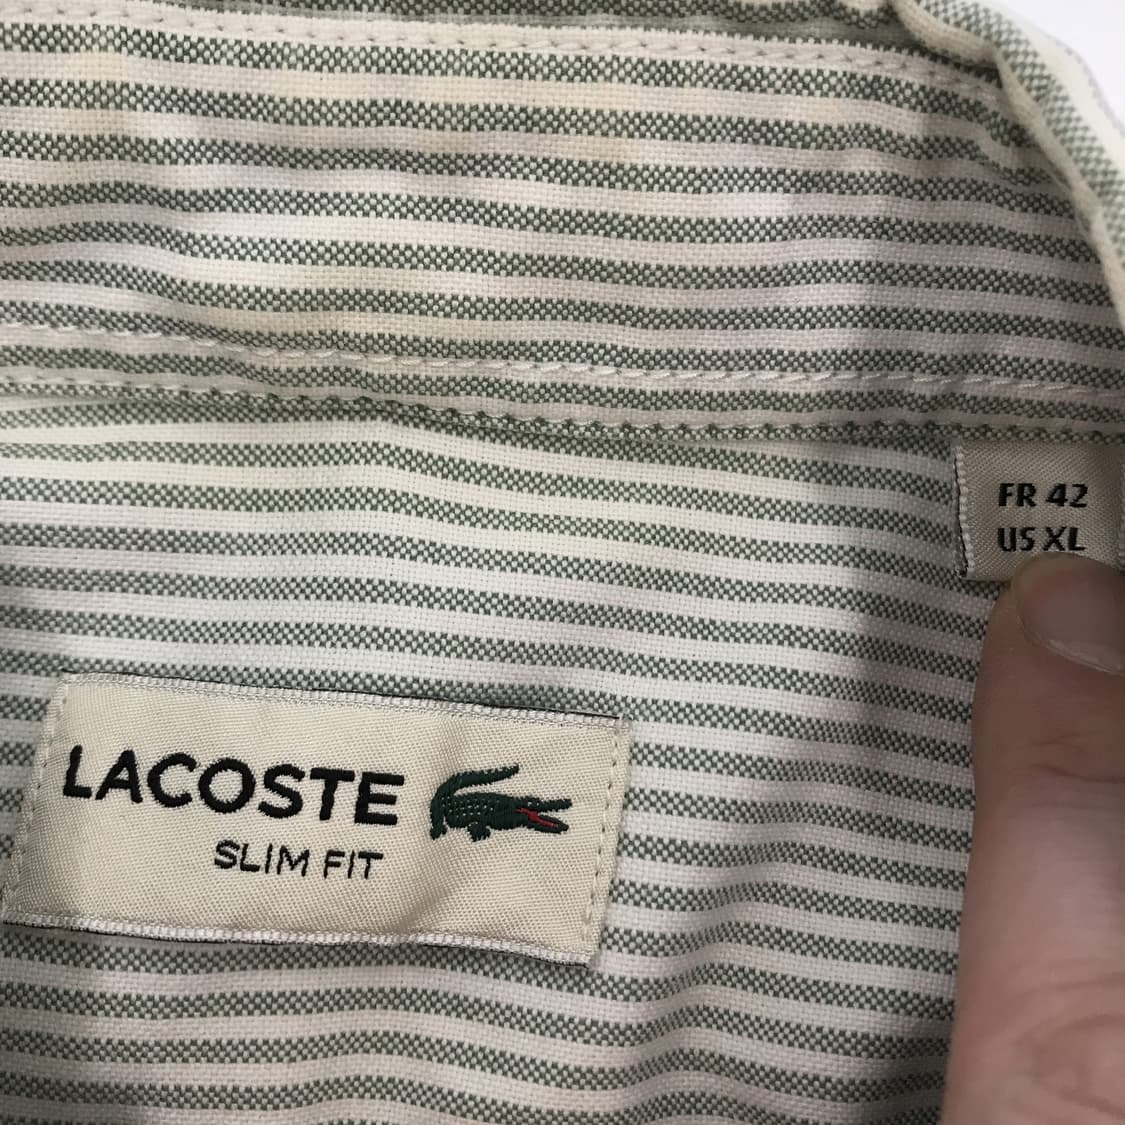 FR 42
US XL
LACOSTE
SLIM FIT